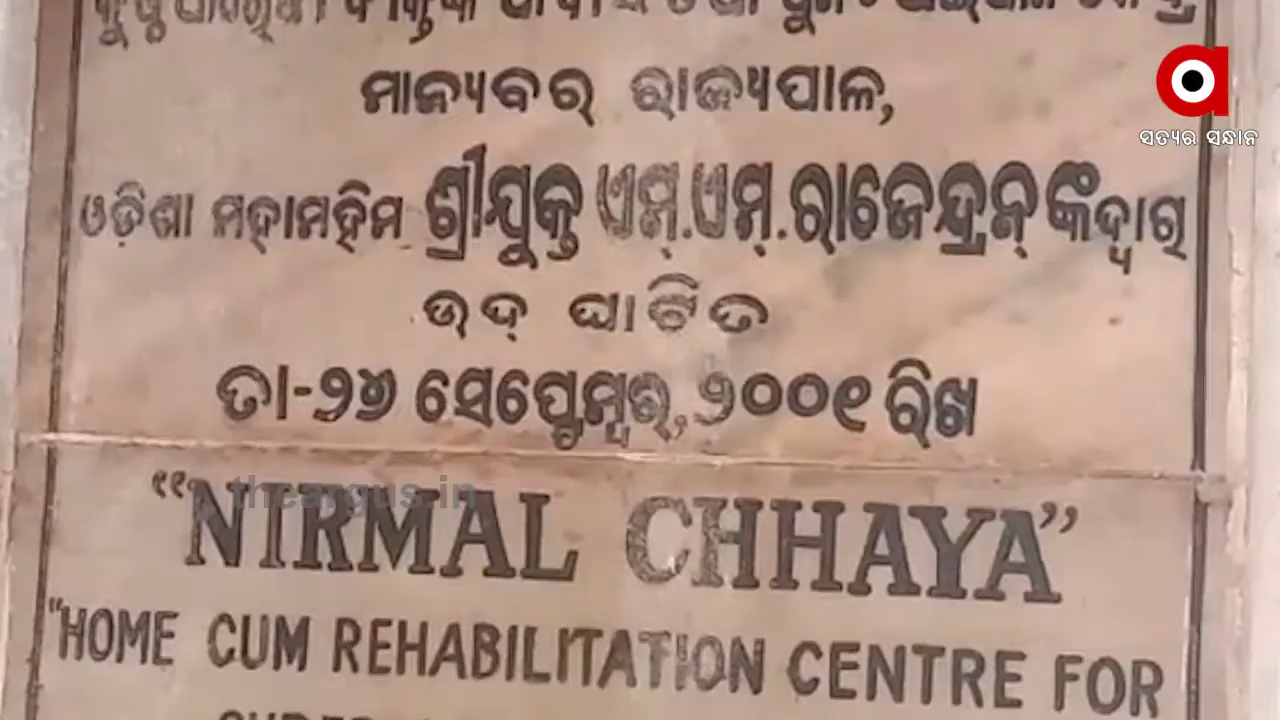 ମାନ୍ୟବର୍ ରାଜ୍ୟପାଳ,
ସତ୍ୟର ସନ୍ଧାନ
ଓଡ଼ିଶା ମହାମହିମ ଶ୍ରୀଯୁକ୍ତ ଏମ୍.ଏମ୍.ରାଜେନ୍ଦ୍ରନ୍ ଙ୍କଦ୍ୱାରା
ଉଦ୍ ଘାଟିତ
ତା-୨୪ ସେପ୍ଟେମ୍ବର୍, ୨୦୦୧ ରିଖ
theargus.in
"NIRMAL CHHAYA"
"HOME CUM REHABILITATION CENTRE FOR